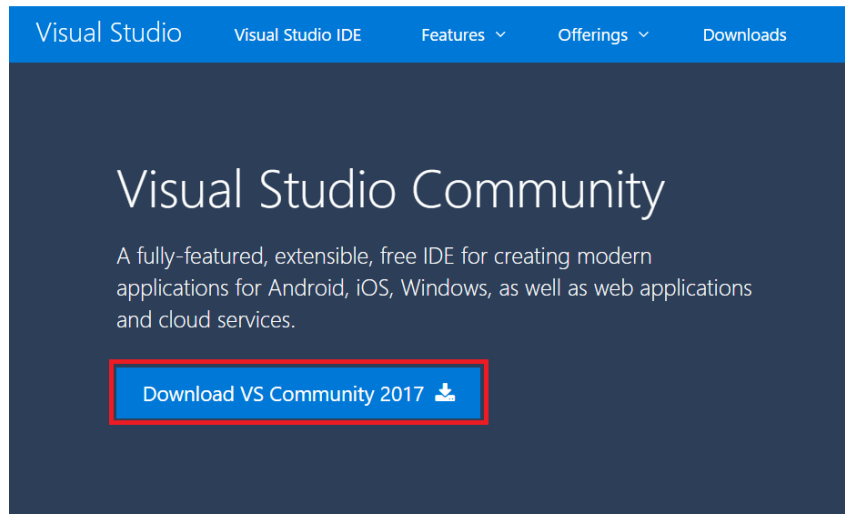 Visual Studio Visual Studio IDE Features Offerings Downloads
Visual Studio Community
A fully-featured, extensible, free IDE for creating modern
applications for Android, iOS, Windows, as well as web applications
and cloud services.
Download VS Community 2017